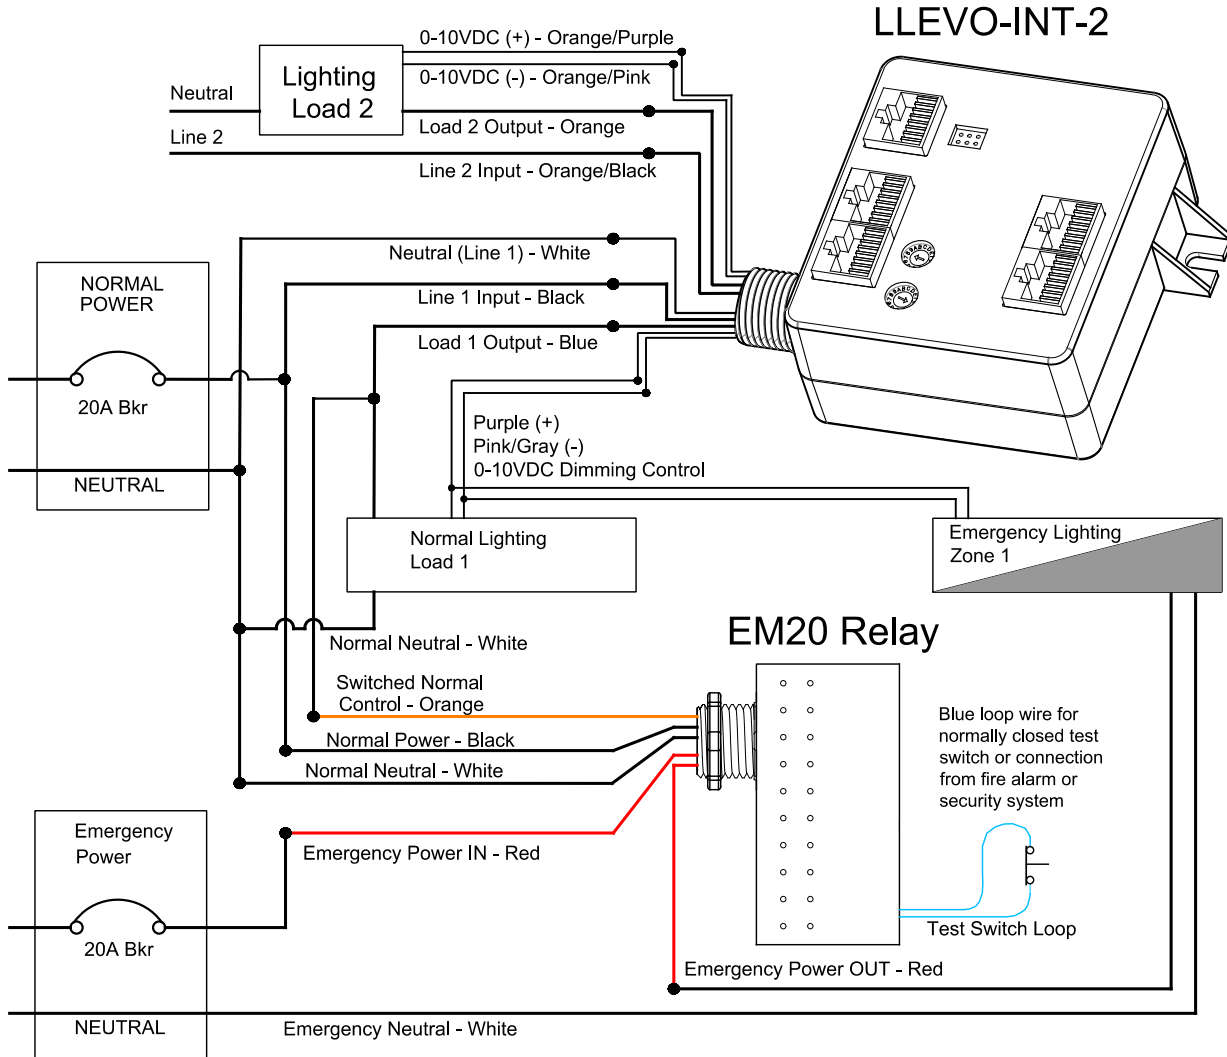 LLEVO-INT-2
0-10VDC (+) - Orange/Purple
Lighting
Load 2
0-10VDC (-) - Orange/Pink
Neutral
Load 2 Output - Orange
Line 2
Line 2 Input - Orange/Black
Neutral (Line 1) - White
NORMAL
POWER
Line 1 Input - Black
Load 1 Output - Blue
20A Bkr
Purple (+)
Pink/Gray (-)
0-10VDC Dimming Control
NEUTRAL
Normal Lighting
Load 1
Emergency Lighting
Zone 1
EM20 Relay
Normal Neutral - White
Switched Normal
Control - Orange
Normal Power - Black
Normal Neutral - White
Blue loop wire for
normally closed test
switch or connection
from fire alarm or
security system
Emergency
Power
Emergency Power IN - Red
20A Bkr
Test Switch Loop
Emergency Power OUT - Red
NEUTRAL
Emergency Neutral - White